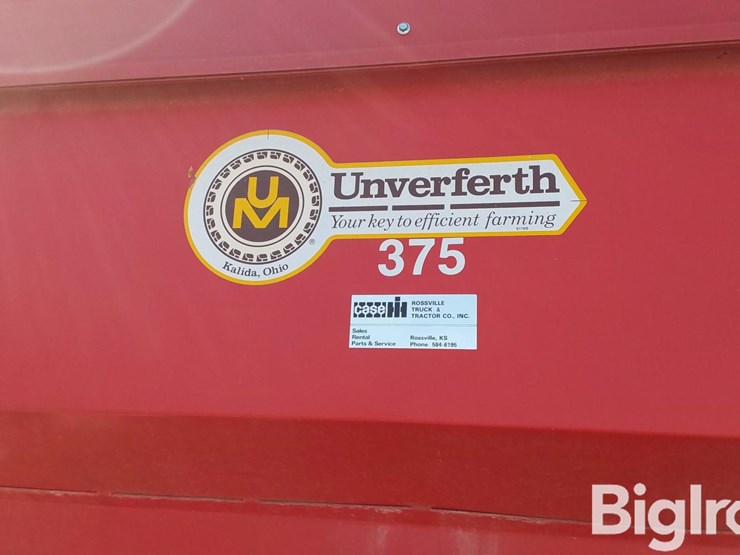 UM
®
Kalida, Ohio
Unverferth
Your key to efficient farming
375
CASE IH
ROSSVILLE
TRUCK &
TRACTOR CO., INC.
Sales
Rental Rossville, KS
Parts & Service Phone 584-6195
BigIro